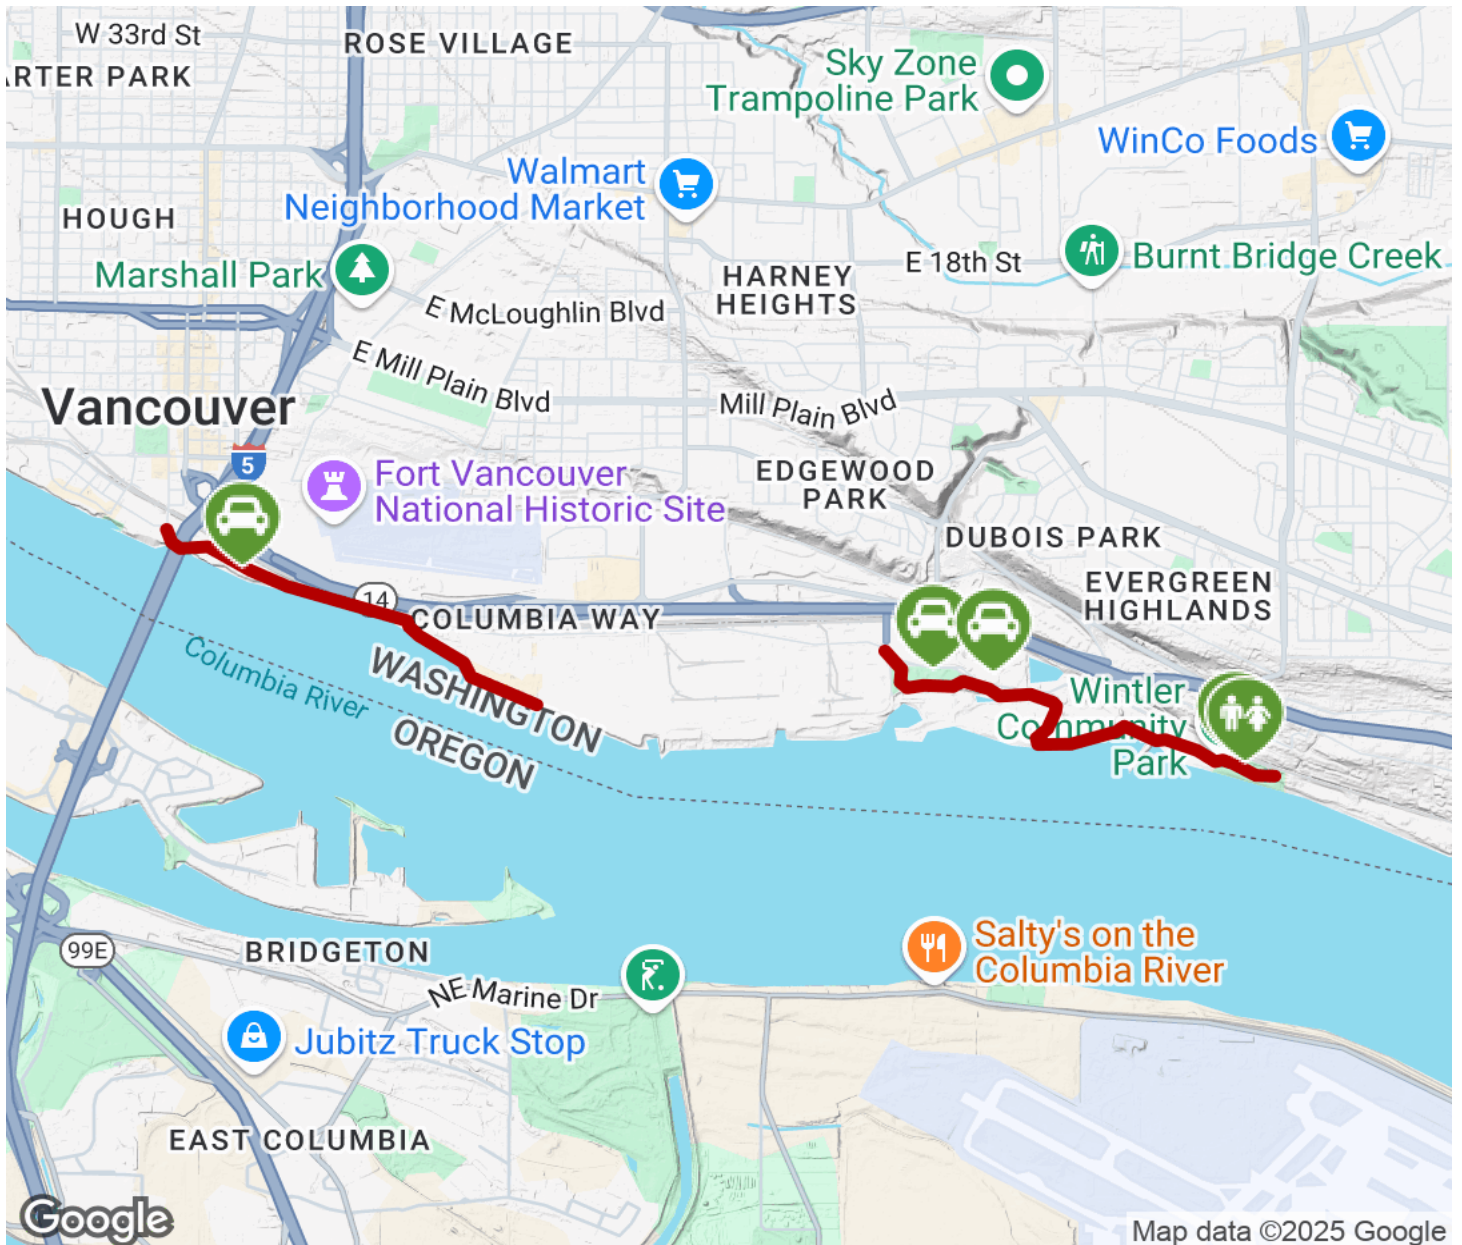 W 33rd St
ROSE VILLAGE
ARTER PARK
Sky Zone
Trampoline Park
WinCo Foods
Walmart
Neighborhood Market
HOUGH
Marshall Park
E 18th St
Burnt Bridge Creek
HARNEY
HEIGHTS
E McLoughlin Blvd
E Mill Plain Blvd
Mill Plain Blvd
Vancouver
5
Fort Vancouver
National Historic Site
EDGEWOOD
PARK
DUBOIS PARK
EVERGREEN
HIGHLANDS
14
COLUMBIA WAY
Columbia River
WASHINGTON
OREGON
Wintler
Community
Park
99E
BRIDGETON
NE Marine Dr
Salty's on the
Columbia River
Jubitz Truck Stop
EAST COLUMBIA
Google
Map data ©2025 Google